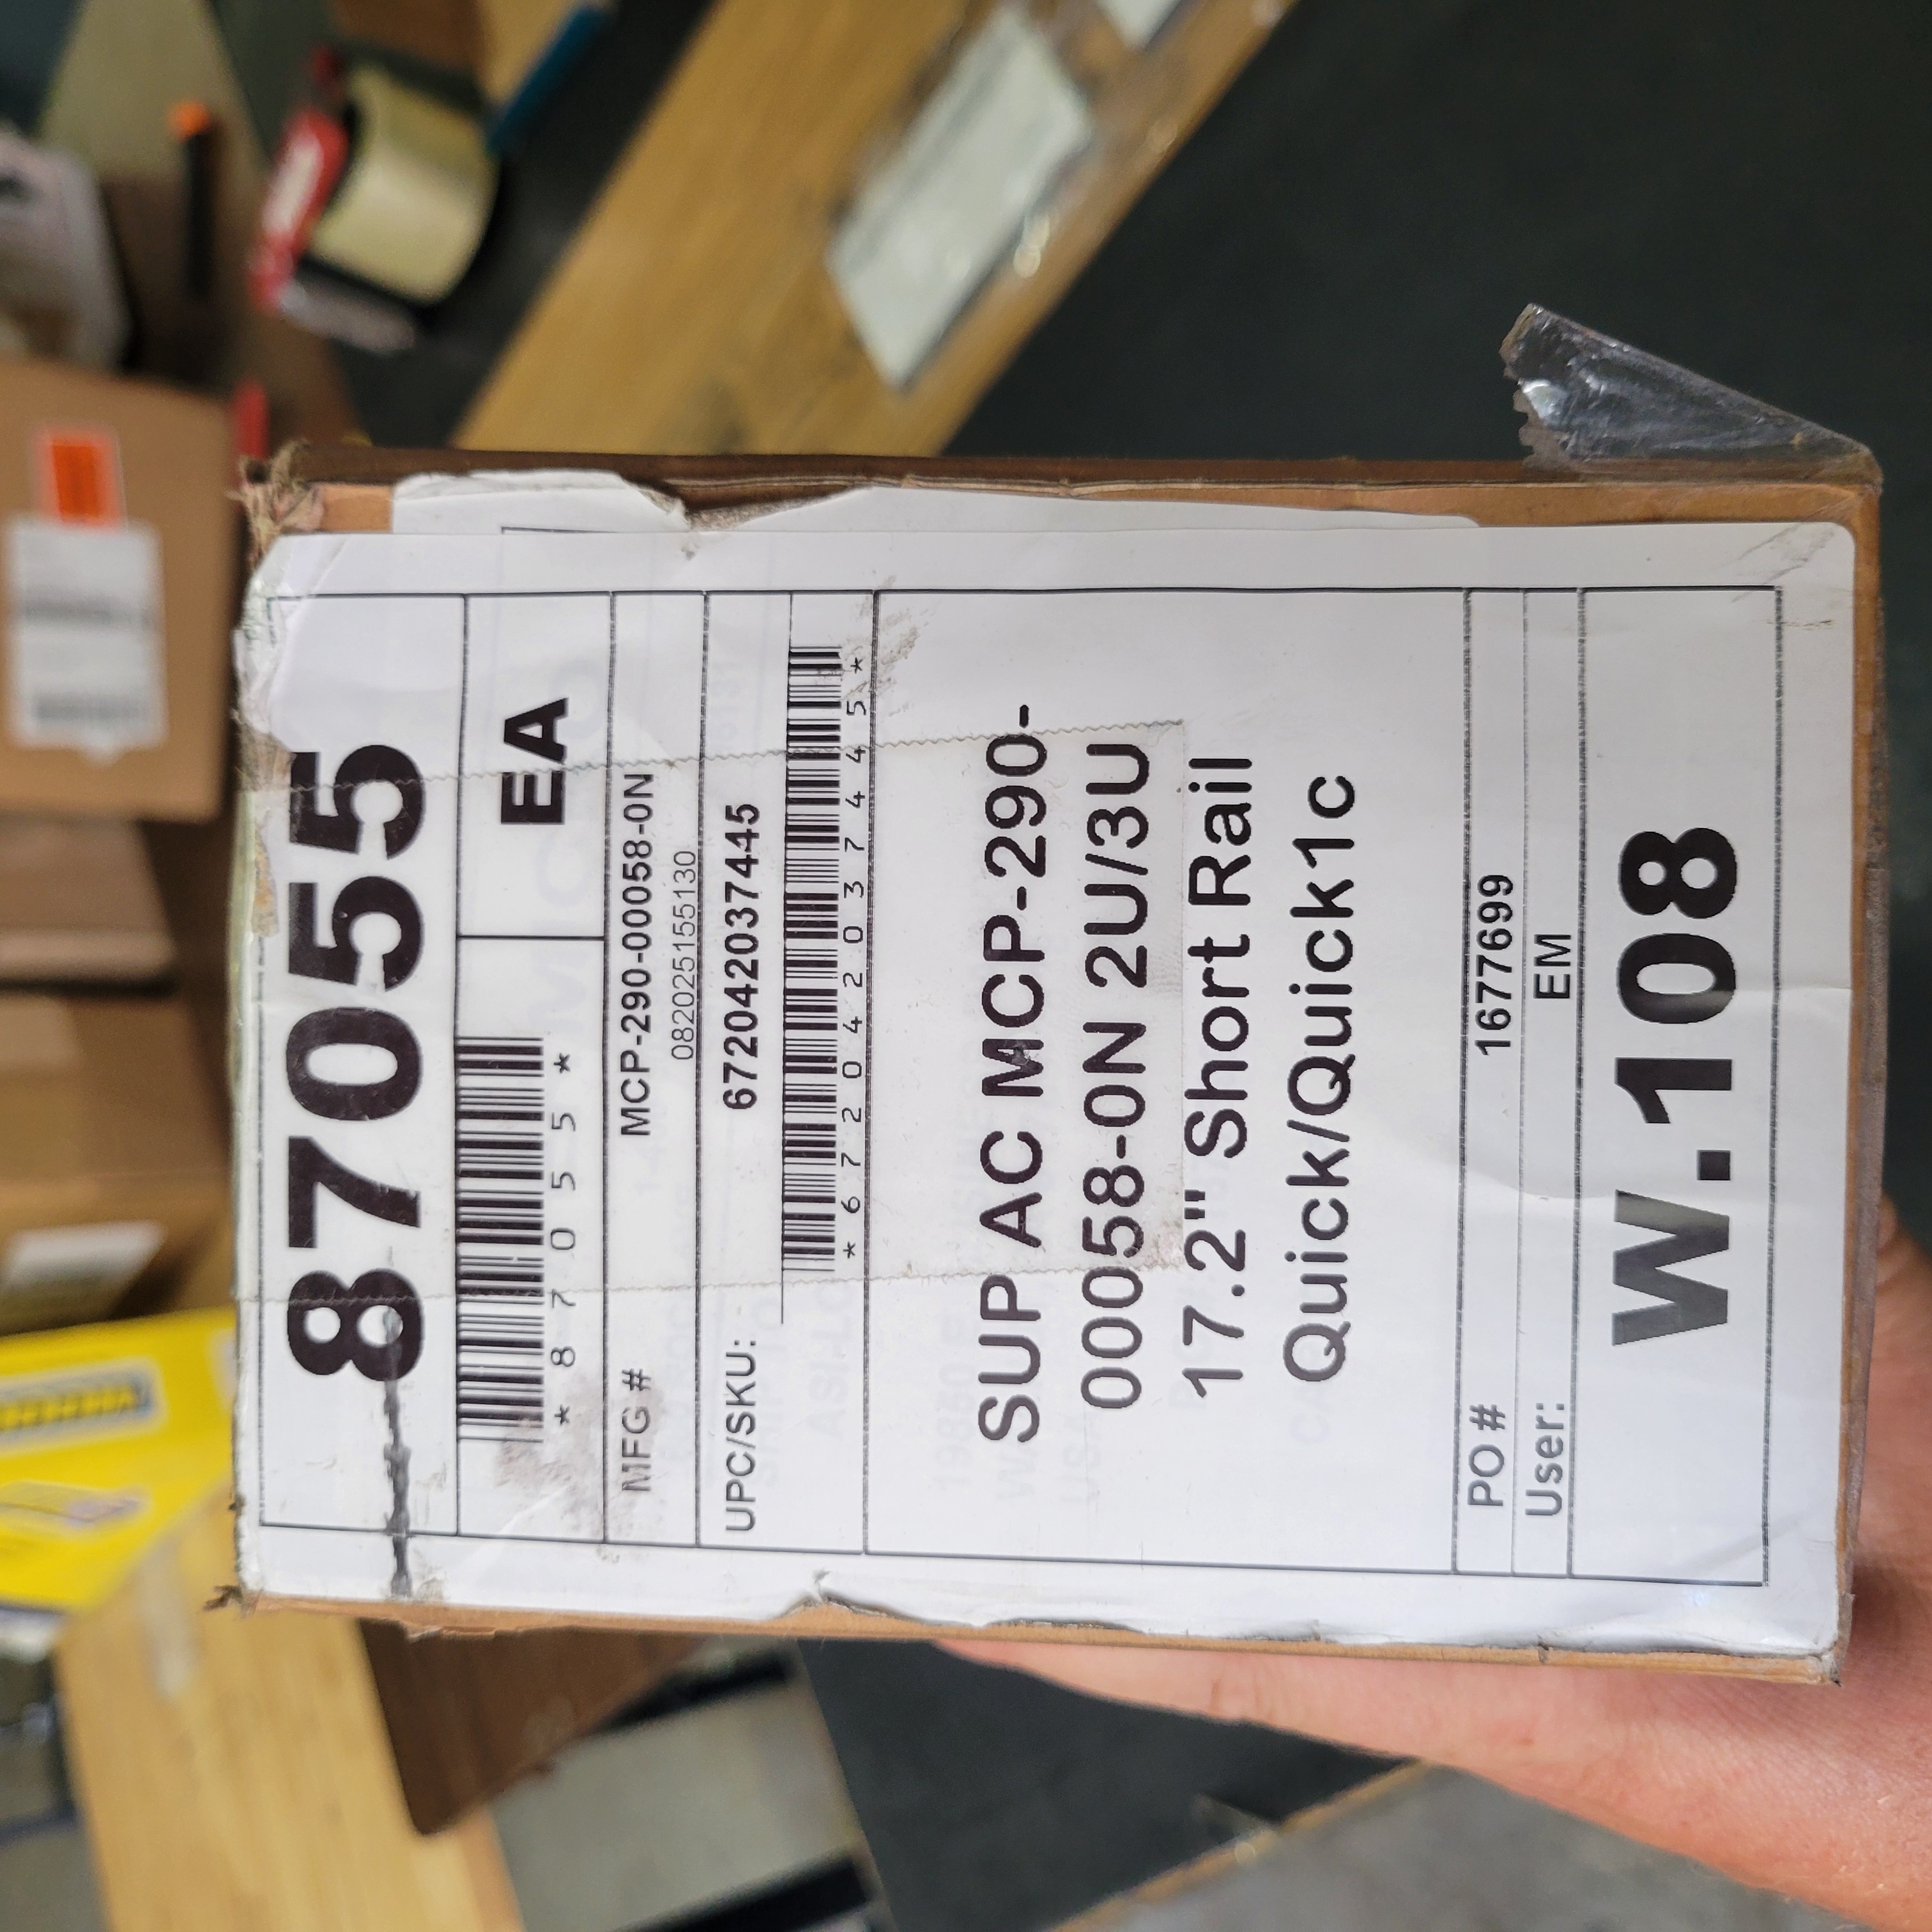 87055
*87055*
EA
MFG # MCP-290-00058-0N
082025155130
UPC/SKU: 672042037445
*672042037445*
SUP AC MCP-290-
00058-0N 2U/3U
17.2" Short Rail
Quick/Quick1c
PO # 1677699
User: EM
W.108